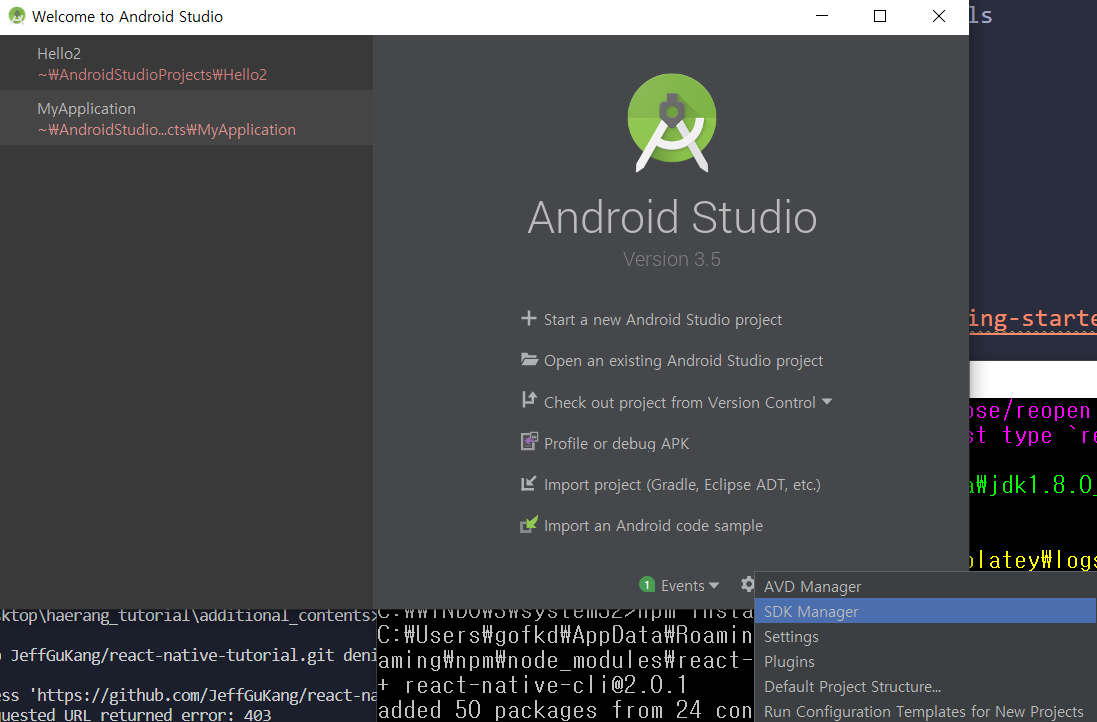 Welcome to Android Studio
ls
Hello2
~₩AndroidStudioProjects₩Hello2
MyApplication
~₩AndroidStudio...cts₩MyApplication
Android Studio
Version 3.5
Start a new Android Studio project
Open an existing Android Studio project
Check out project from Version Control
Profile or debug APK
Import project (Gradle, Eclipse ADT, etc.)
Import an Android code sample
1 Events
AVD Manager
SDK Manager
Settings
Plugins
Default Project Structure...
Run Configuration Templates for New Projects
ing-starte
ose/reopen
st type `re
a₩jdk1.8.0_
olatey₩logs
sktop\haerang_tutorial\additional_contents>
JeffGuKang/react-native-tutorial.git deni
ess 'https://github.com/JeffGuKang/react-na
quested URL returned error: 403
C:₩WINDOWS₩system32>npm insta
C:₩Users₩gofkd₩AppData₩Roamin
aming₩npm₩node_modules₩react-
+ react-native-cli@2.0.1
added 50 packages from 24 con